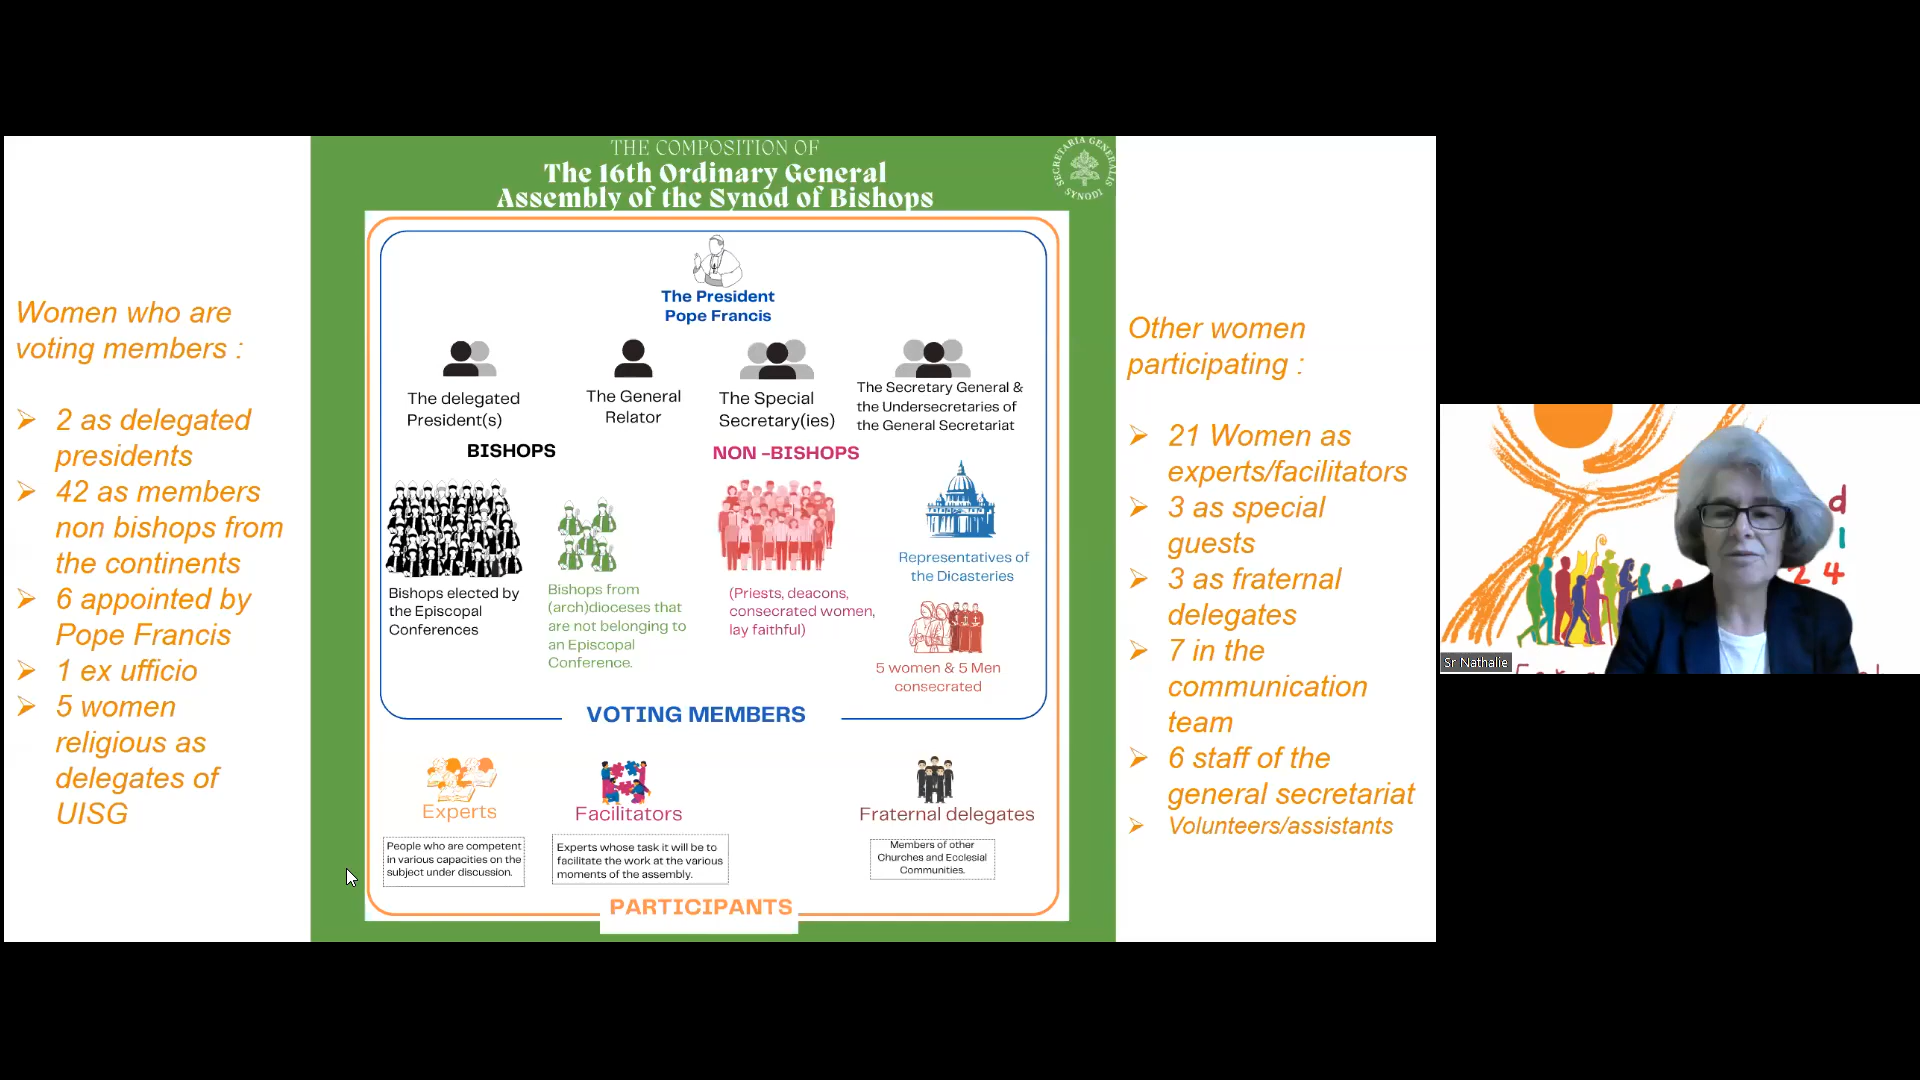 THE COMPOSITION OF
The 16th Ordinary General
Assembly of the Synod of Bishops
SECRETARIA GENERALIS
SYNODI
Women who are
voting members :
2 as delegated
presidents
42 as members
non bishops from
the continents
6 appointed by
Pope Francis
1 ex ufficio
5 women
religious as
delegates of
UISG
The President
Pope Francis
The delegated
President(s)
The General
Relator
The Special
Secretary(ies)
The Secretary General &
the Undersecretaries of
the General Secretariat
BISHOPS
NON -BISHOPS
Bishops elected by
the Episcopal
Conferences
Bishops from
(arch)dioceses that
are not belonging to
an Episcopal
Conference.
(Priests, deacons,
consecrated women,
lay faithful)
Representatives of
the Dicasteries
5 women & 5 Men
consecrated
VOTING MEMBERS
Experts
People who are competent
in various capacities on the
subject under discussion.
Facilitators
Experts whose task it will be to
facilitate the work at the various
moments of the assembly.
Fraternal delegates
Members of other
Churches and Ecclesial
Communities.
PARTICIPANTS
Other women
participating :
21 Women as
experts/facilitators
3 as special
guests
3 as fraternal
delegates
7 in the
communication
team
6 staff of the
general secretariat
Volunteers/assistants
d
l
2 4
Sr Nathalie